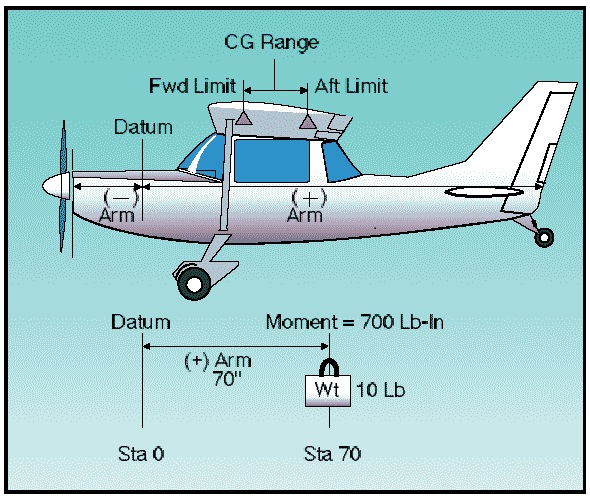 CG Range
Fwd Limit
Aft Limit
Datum
(–)
Arm
(+)
Arm
Datum
Moment = 700 Lb-In
(+) Arm
70"
Wt
10 Lb
Sta 0
Sta 70